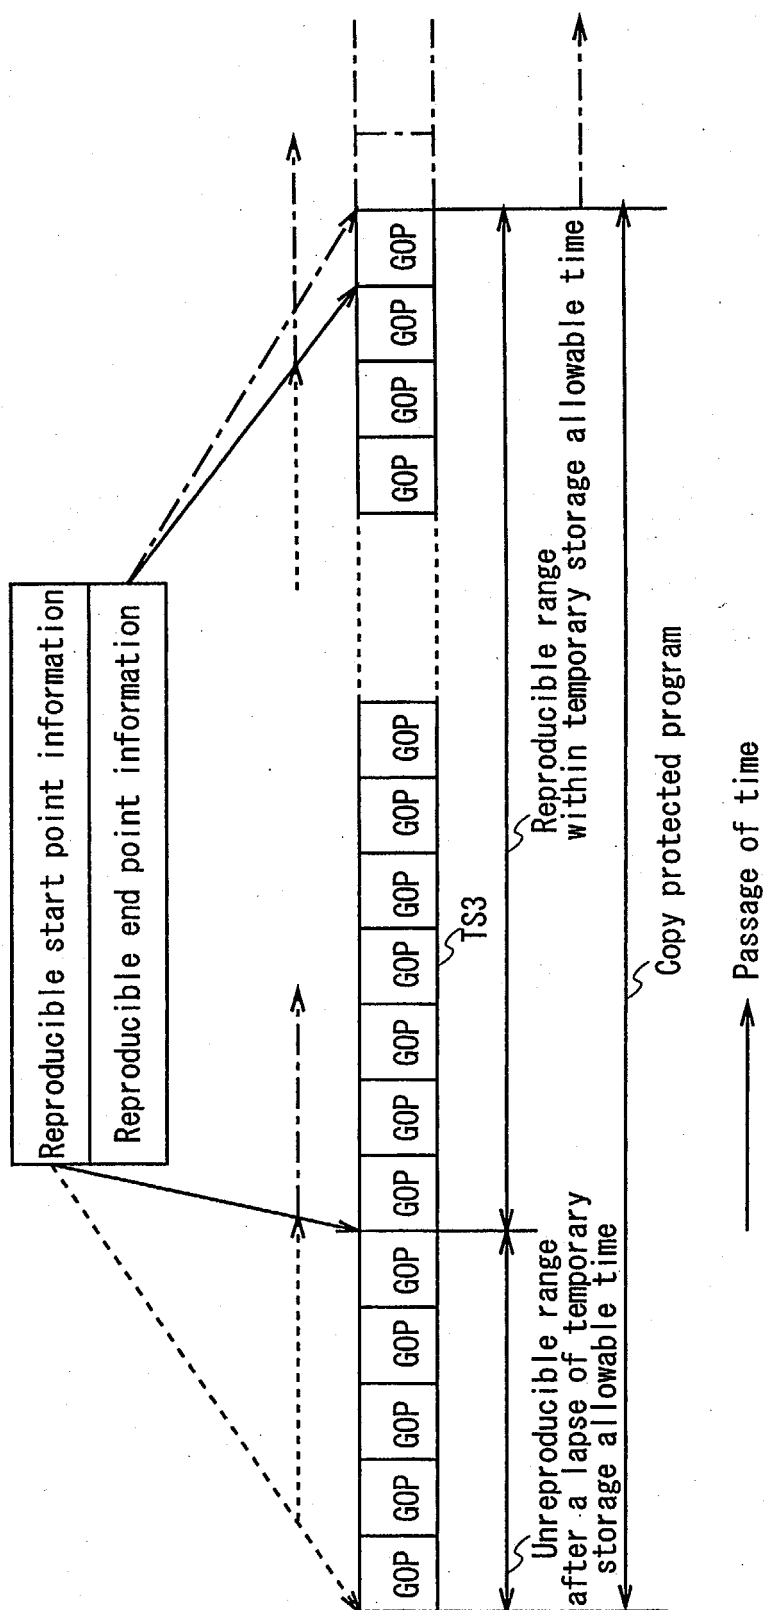 Reproducible start point information
Reproducible end point information
GOP GOP GOP GOP GOP GOP GOP GOP GOP GOP GOP GOP GOP GOP GOP GOP
TS3
Unreproducible range
after a lapse of temporary
storage allowable time
Reproducible range
within temporary storage allowable time
Copy protected program
Passage of time